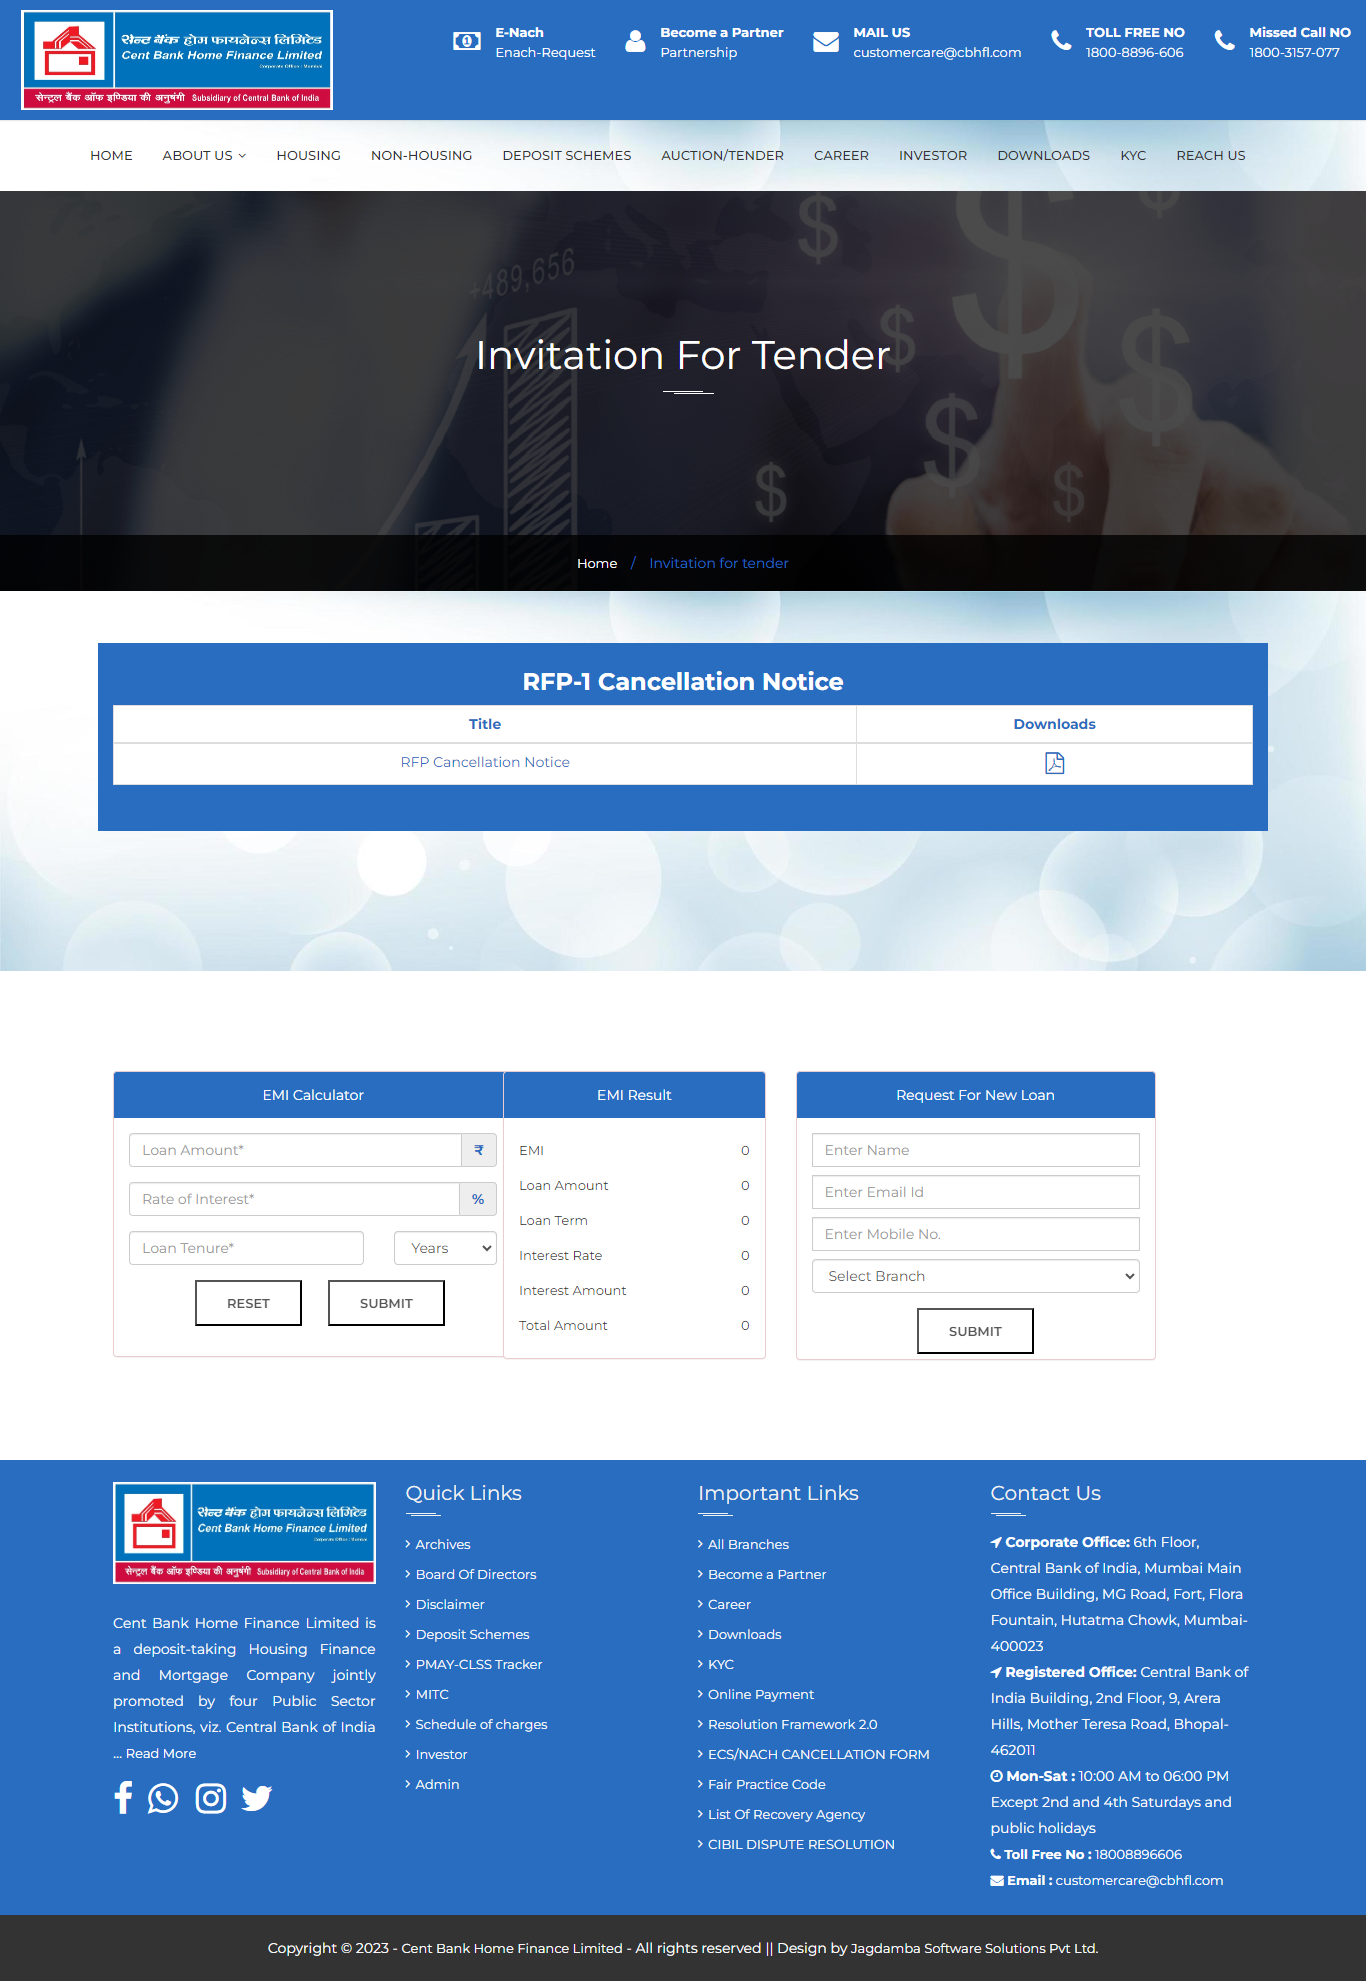 सेन्ट बैंक होम फायनेन्स लिमिटेड
Cent Bank Home Finance Limited
Corporate Office : Mumbai
सेन्ट्रल बैंक ऑफ इण्डिया की अनुषंगी Subsidiary of Central Bank of India
E-Nach
Enach-Request
Become a Partner
Partnership
MAIL US
customercare@cbhfl.com
TOLL FREE NO
1800-8896-606
Missed Call NO
1800-3157-077
HOME ABOUT US HOUSING NON-HOUSING DEPOSIT SCHEMES AUCTION/TENDER CAREER INVESTOR DOWNLOADS KYC REACH US
+489,656
Invitation For Tender
Home / Invitation for tender
RFP-1 Cancellation Notice
Title Downloads
RFP Cancellation Notice
EMI Calculator
Loan Amount* ₹
Rate of Interest* %
Loan Tenure* Years
RESET SUBMIT
EMI Result
EMI 0
Loan Amount 0
Loan Term 0
Interest Rate 0
Interest Amount 0
Total Amount 0
Request For New Loan
Enter Name
Enter Email Id
Enter Mobile No.
Select Branch
SUBMIT
सेन्ट बैंक होम फायनेन्स लिमिटेड
Cent Bank Home Finance Limited
Corporate Office : Mumbai
सेन्ट्रल बैंक ऑफ इण्डिया की अनुषंगी Subsidiary of Central Bank of India
Cent Bank Home Finance Limited is
a deposit-taking Housing Finance
and Mortgage Company jointly
promoted by four Public Sector
Institutions, viz. Central Bank of India
... Read More
Quick Links
Archives
Board Of Directors
Disclaimer
Deposit Schemes
PMAY-CLSS Tracker
MITC
Schedule of charges
Investor
Admin
Important Links
All Branches
Become a Partner
Career
Downloads
KYC
Online Payment
Resolution Framework 2.0
ECS/NACH CANCELLATION FORM
Fair Practice Code
List Of Recovery Agency
CIBIL DISPUTE RESOLUTION
Contact Us
Corporate Office: 6th Floor,
Central Bank of India, Mumbai Main
Office Building, MG Road, Fort, Flora
Fountain, Hutatma Chowk, Mumbai-
400023
Registered Office: Central Bank of
India Building, 2nd Floor, 9, Arera
Hills, Mother Teresa Road, Bhopal-
462011
Mon-Sat : 10:00 AM to 06:00 PM
Except 2nd and 4th Saturdays and
public holidays
Toll Free No : 18008896606
Email : customercare@cbhfl.com
Copyright © 2023 - Cent Bank Home Finance Limited - All rights reserved || Design by Jagdamba Software Solutions Pvt Ltd.